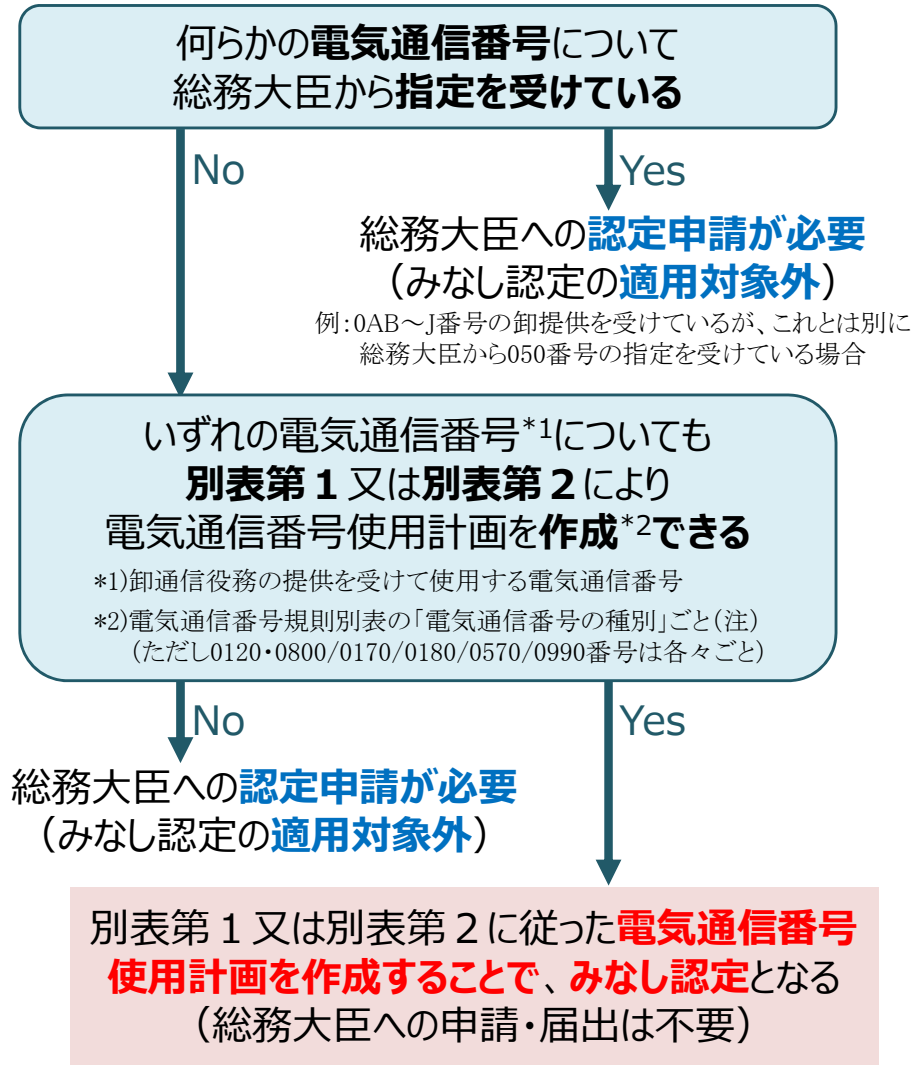 何らかの電気通信番号について
総務大臣から指定を受けている
No
Yes
総務大臣への認定申請が必要
（みなし認定の適用対象外）
例：0AB～J番号の卸提供を受けているが、これとは別に
総務大臣から050番号の指定を受けている場合
いずれの電気通信番号*1についても
別表第１又は別表第２により
電気通信番号使用計画を作成*2できる
*1)卸通信役務の提供を受けて使用する電気通信番号
*2)電気通信番号規則別表の「電気通信番号の種別」ごと（注）
（ただし0120・0800/0170/0180/0570/0990番号は各々ごと）
No
Yes
総務大臣への認定申請が必要
（みなし認定の適用対象外）
別表第１又は別表第２に従った電気通信番号
使用計画を作成することで、みなし認定となる
（総務大臣への申請・届出は不要）